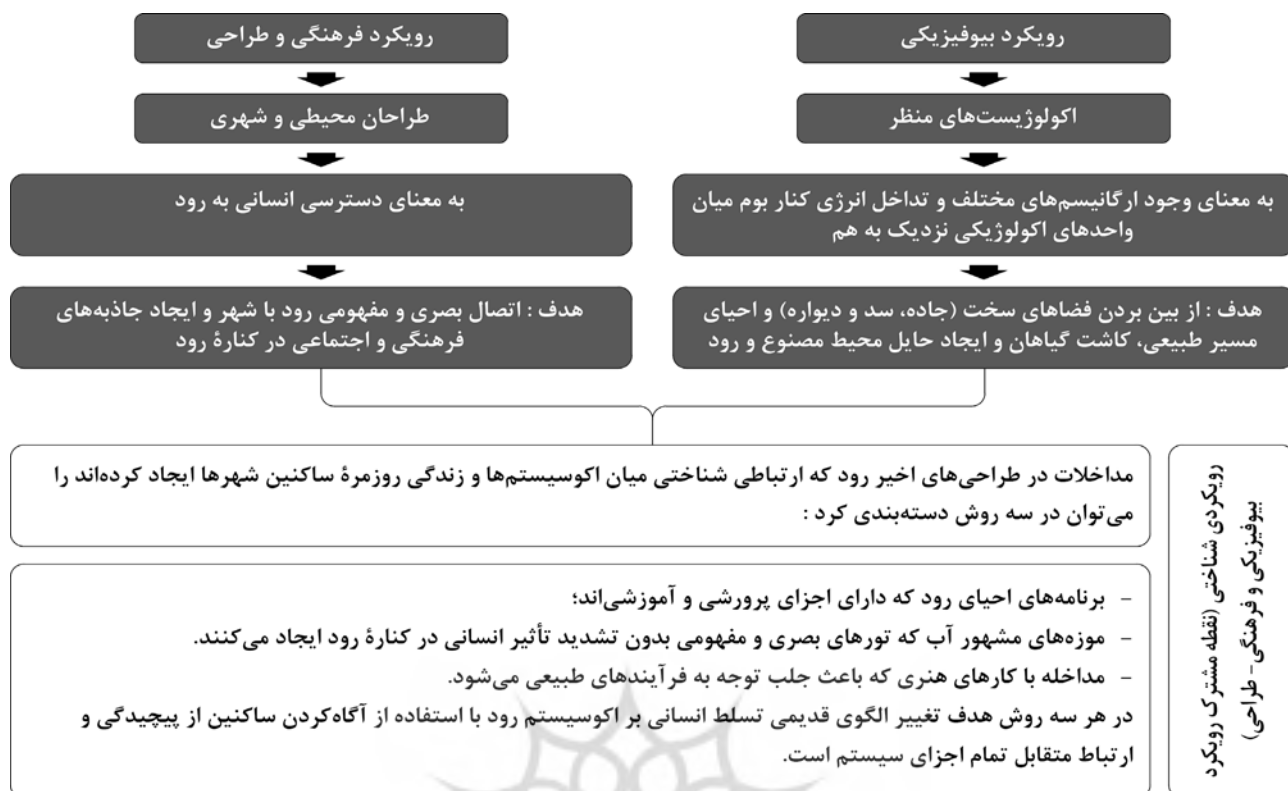 رویکرد بیوفیزیکی
اکولوژیست‌های منظر
به معنای وجود ارگانیسم‌های مختلف و تداخل انرژی کنار بوم میان
واحدهای اکولوژیکی نزدیک به هم
هدف : از بین بردن فضاهای سخت (جاده، سد و دیواره) و احیای
مسیر طبیعی، کاشت گیاهان و ایجاد حایل محیط مصنوع و رود
رویکرد فرهنگی و طراحی
طراحان محیطی و شهری
به معنای دسترسی انسانی به رود
هدف : اتصال بصری و مفهومی رود با شهر و ایجاد جاذبه‌های
فرهنگی و اجتماعی در کنارهٔ رود
رویکردی شناختی (نقطه مشترک رویکرد
بیوفیزیکی و فرهنگی- طراحی)
مداخلات در طراحی‌های اخیر رود که ارتباطی شناختی میان اکوسیستم‌ها و زندگی روزمرهٔ ساکنین شهرها ایجاد کرده‌اند را
می‌توان در سه روش دسته‌بندی کرد :
- برنامه‌های احیای رود که دارای اجزای پرورشی و آموزشی‌اند؛
- موزه‌های مشهور آب که تورهای بصری و مفهومی بدون تشدید تأثیر انسانی در کنارهٔ رود ایجاد می‌کنند.
- مداخله با کارهای هنری که باعث جلب توجه به فرآیندهای طبیعی می‌شود.
در هر سه روش هدف تغییر الگوی قدیمی تسلط انسانی بر اکوسیستم رود با استفاده از آگاه‌کردن ساکنین از پیچیدگی و
ارتباط متقابل تمام اجزای سیستم است.